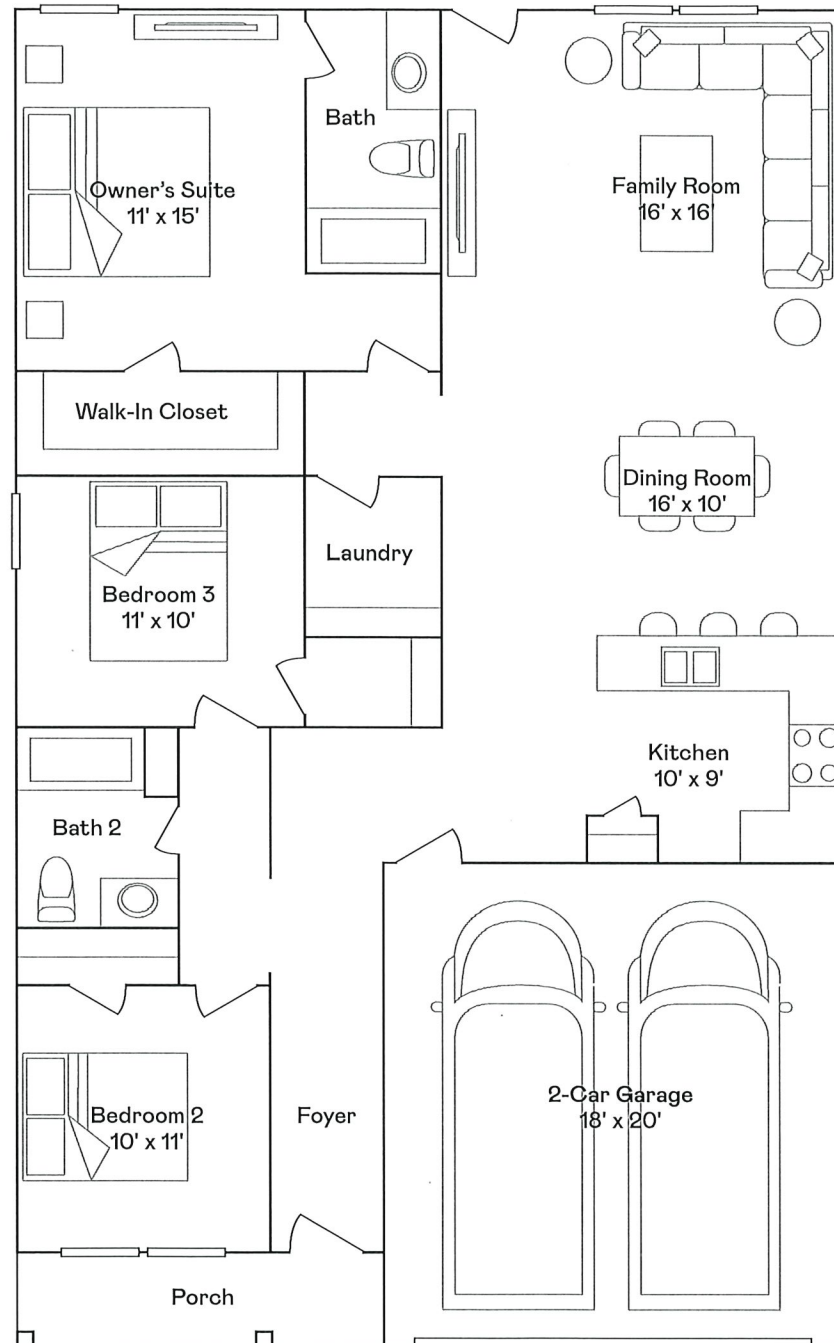 Bath
Owner's Suite
11' x 15'
Family Room
16' x 16'
Walk-In Closet
Dining Room
16' x 10'
Laundry
Bedroom 3
11' x 10'
Kitchen
10' x 9'
Bath 2
2-Car Garage
18' x 20'
Bedroom 2
10' x 11'
Foyer
Porch